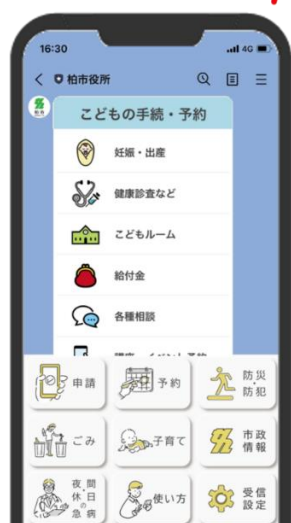 16:30
4G
柏市役所
こどもの手続・予約
妊娠・出産
健康診査など
こどもルーム
給付金
各種相談
申請
予約
防災・防犯
ごみ
子育て
市政情報
夜間休日の急病
使い方
受信設定